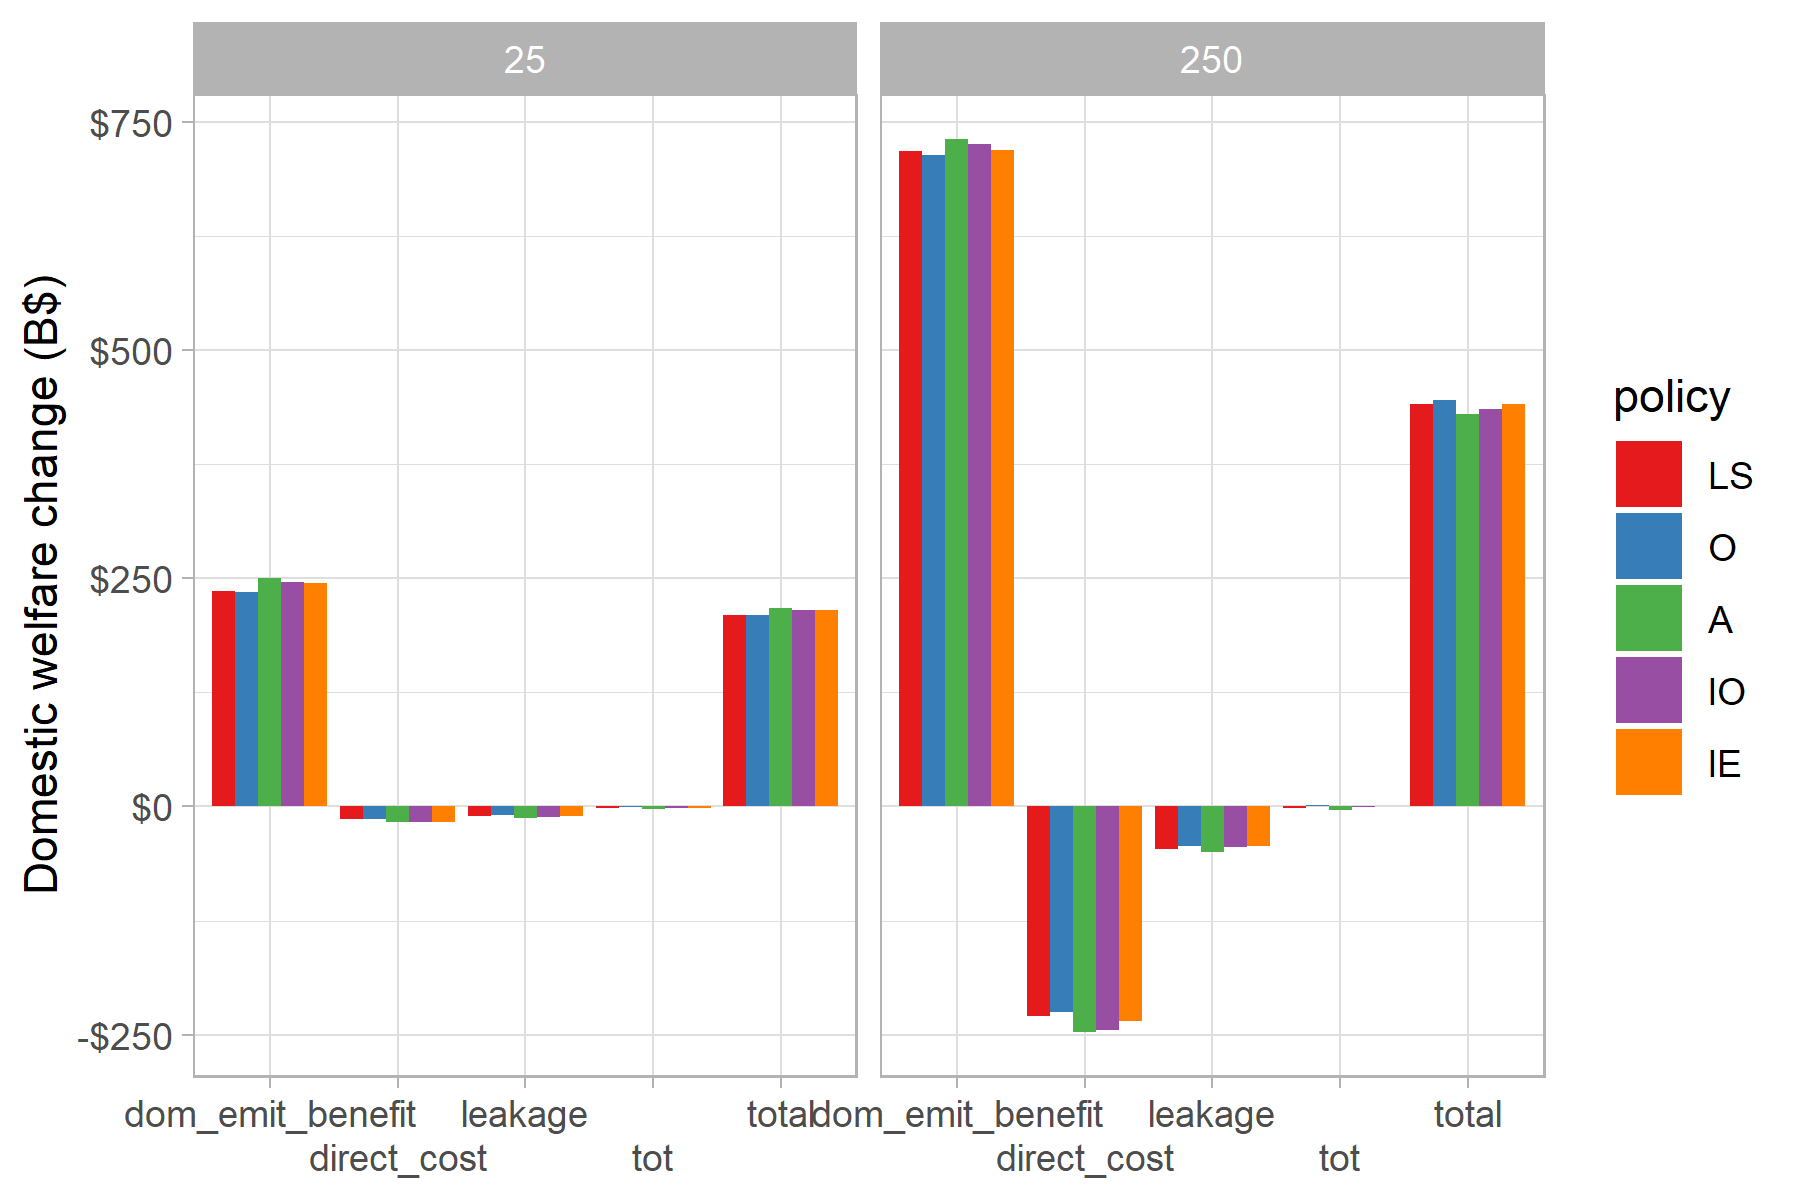 25
250
Domestic welfare change (B$)
$750
$500
$250
$0
-$250
dom_emit_benefit
direct_cost
leakage
tot
total
dom_emit_benefit
direct_cost
leakage
tot
total
policy
LS
O
A
IO
IE